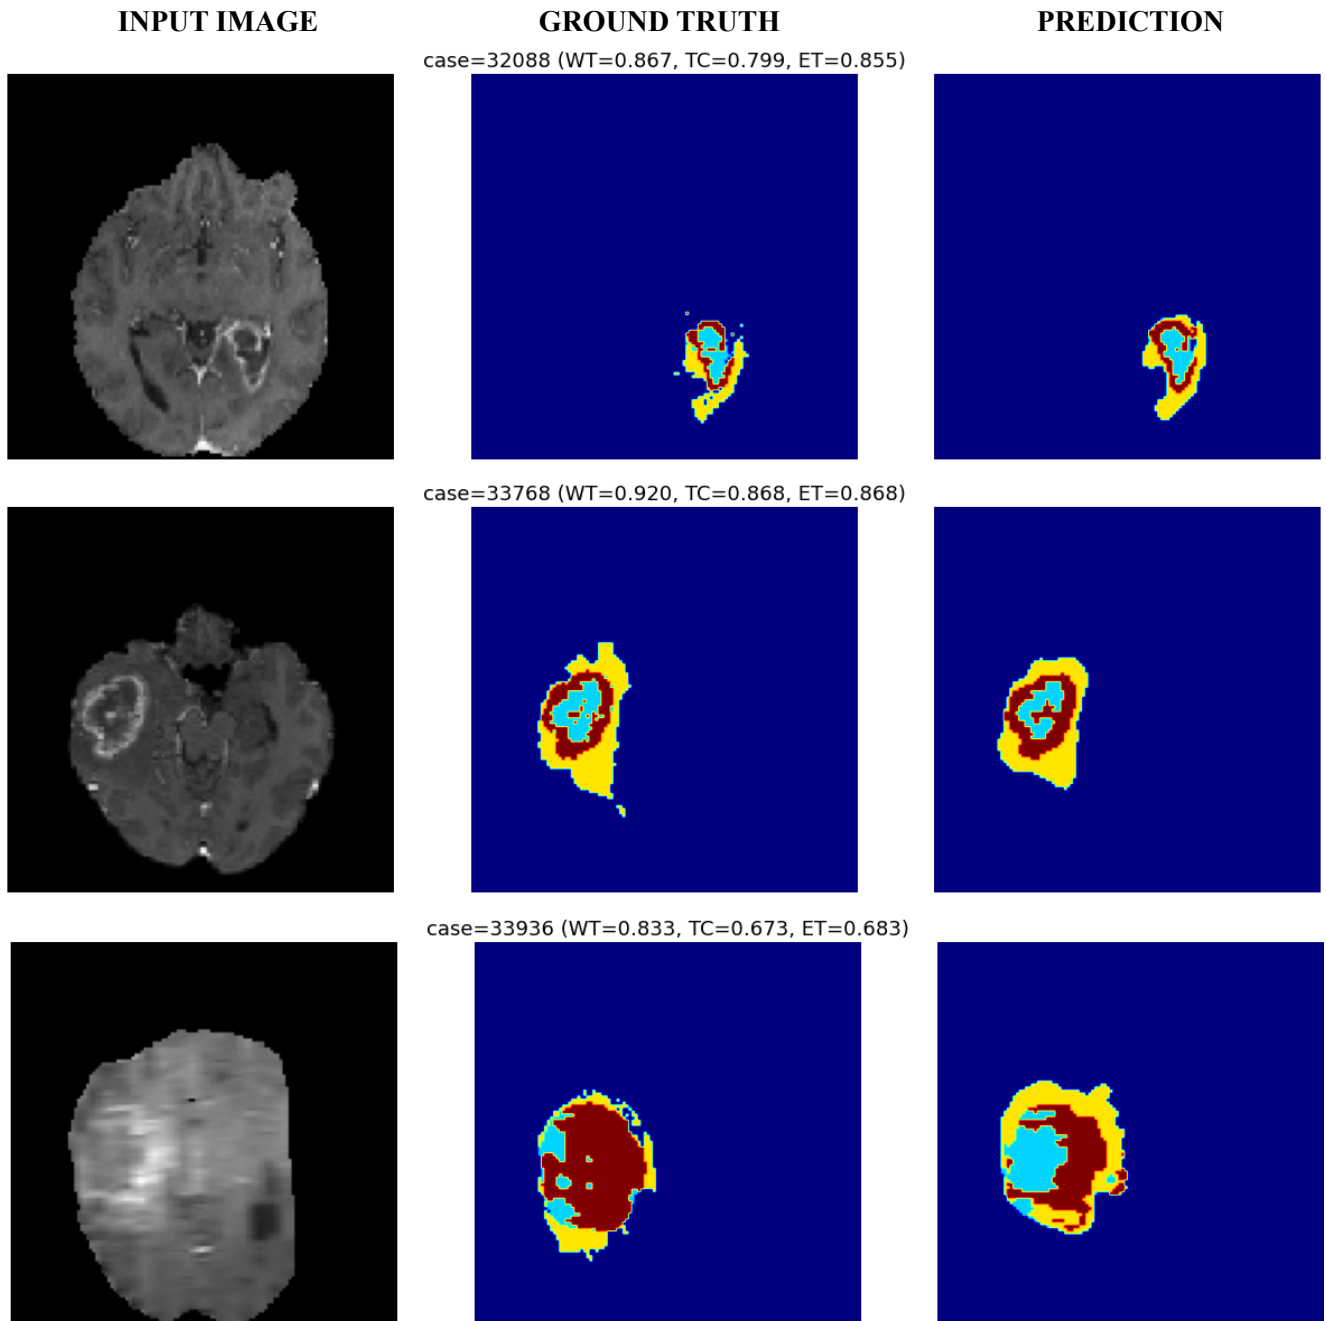 INPUT IMAGE GROUND TRUTH PREDICTION
case=32088 (WT=0.867, TC=0.799, ET=0.855)
case=33768 (WT=0.920, TC=0.868, ET=0.868)
case=33936 (WT=0.833, TC=0.673, ET=0.683)